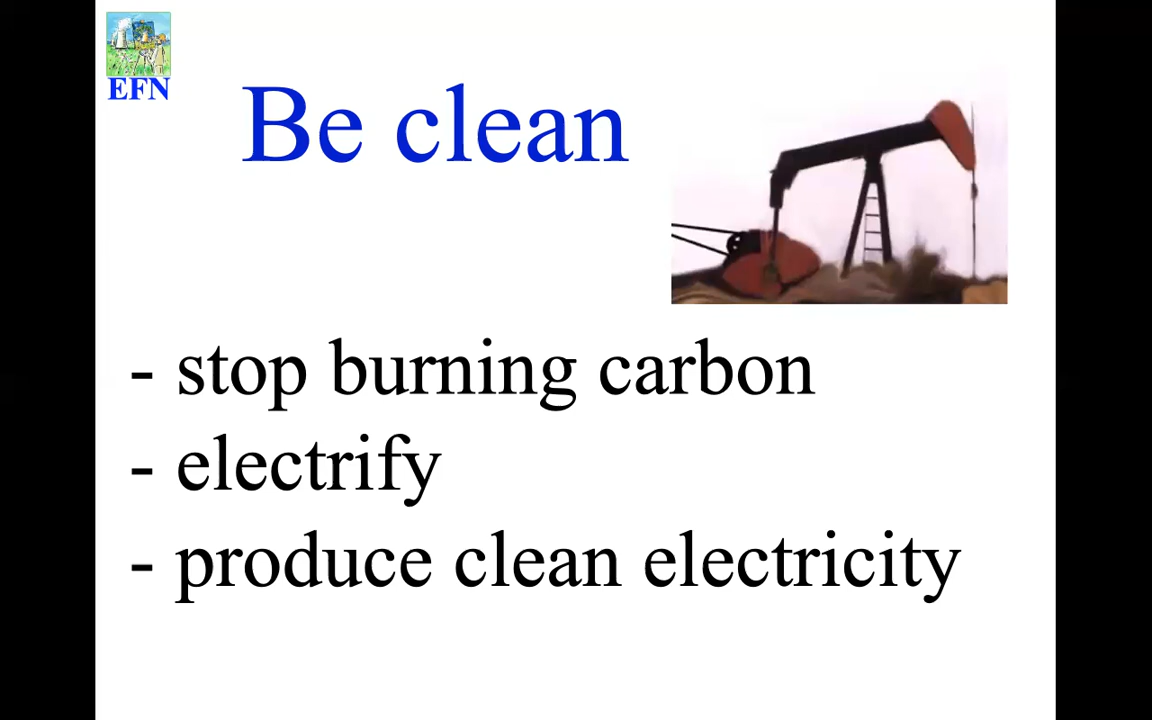 EFN
Be clean
- stop burning carbon
- electrify
- produce clean electricity